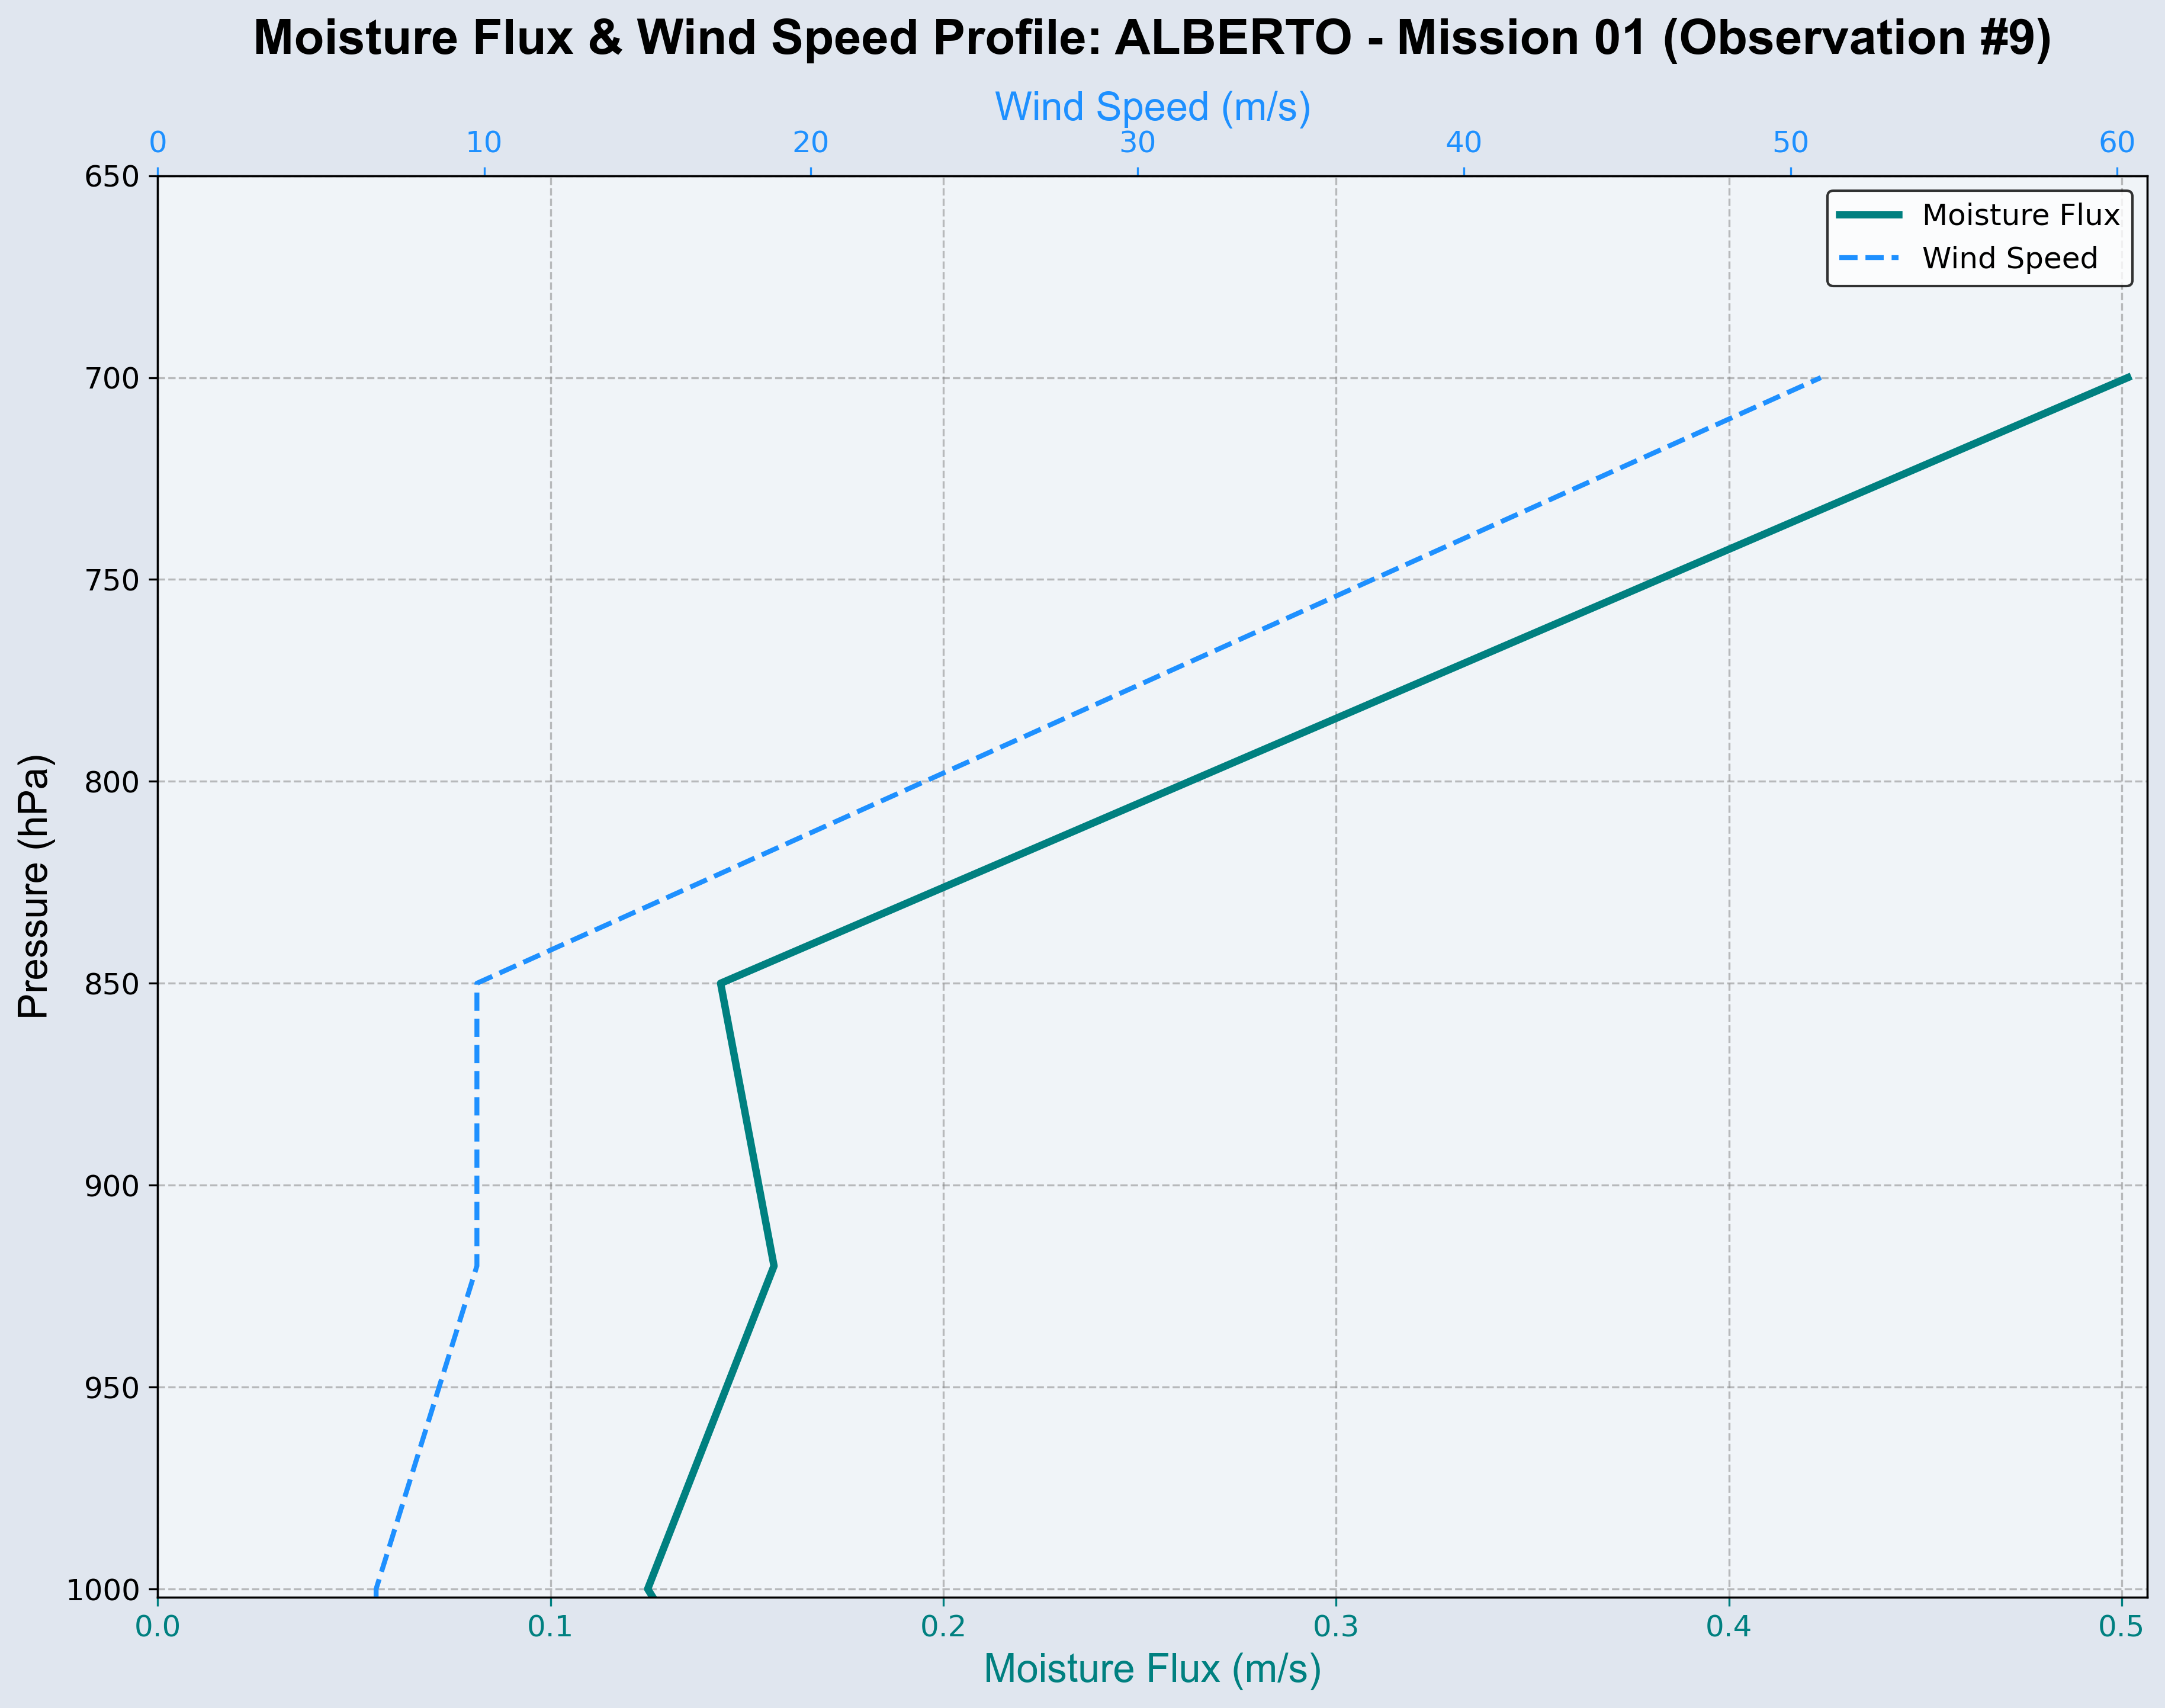 Moisture Flux & Wind Speed Profile: ALBERTO - Mission 01 (Observation #9)
Wind Speed (m/s)
0 10 20 30 40 50 60
Moisture Flux
Wind Speed
Pressure (hPa)
650
700
750
800
850
900
950
1000
0.0 0.1 0.2 0.3 0.4 0.5
Moisture Flux (m/s)